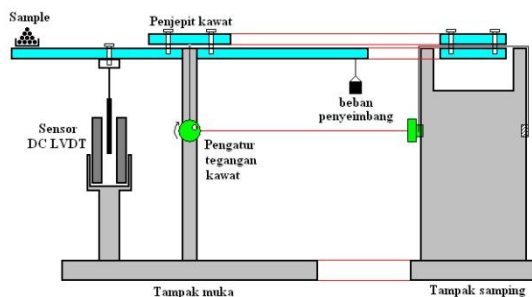 Sample
Penjepit kawat
beban
penyeimbang
Sensor
DC LVDT
Pengatur
tegangan
kawat
Tampak muka
Tampak samping